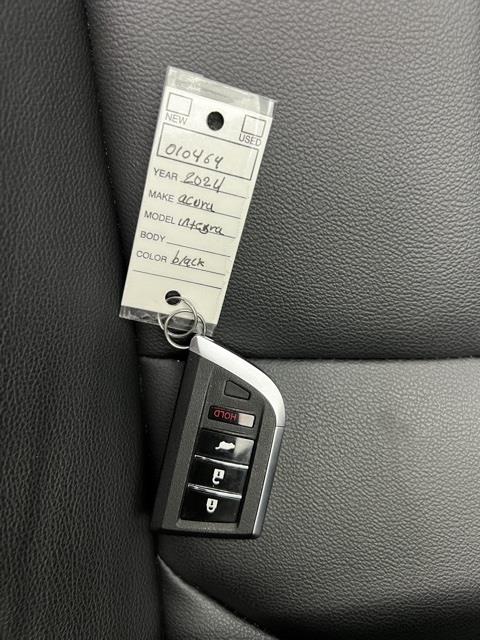 NEW
USED
010464
YEAR 2024
MAKE acura
MODEL integra
BODY
COLOR black
HOLD